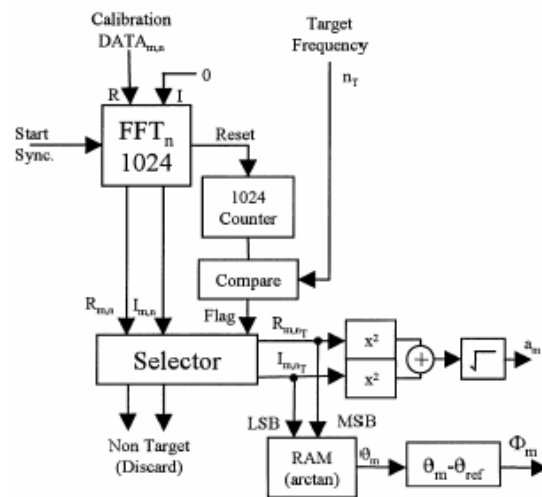 Calibration
DATAm,n
Target
Frequency
nT
0
R
I
Start
Sync.
FFTn
1024
Reset
1024
Counter
Compare
Flag
Rm,n
Im,n
Selector
Rm,nT
Im,nT
x²
x²
+
√
am
Non Target
(Discard)
LSB
MSB
RAM
(arctan)
θm
θm-θref
Φm